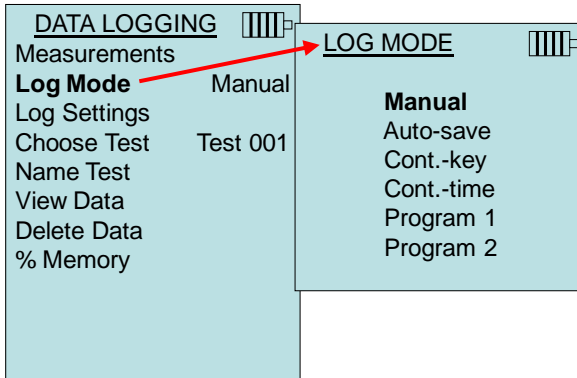 DATA LOGGING
Measurements
Log Mode Manual
Log Settings
Choose Test Test 001
Name Test
View Data
Delete Data
% Memory
LOG MODE
Manual
Auto-save
Cont.-key
Cont.-time
Program 1
Program 2